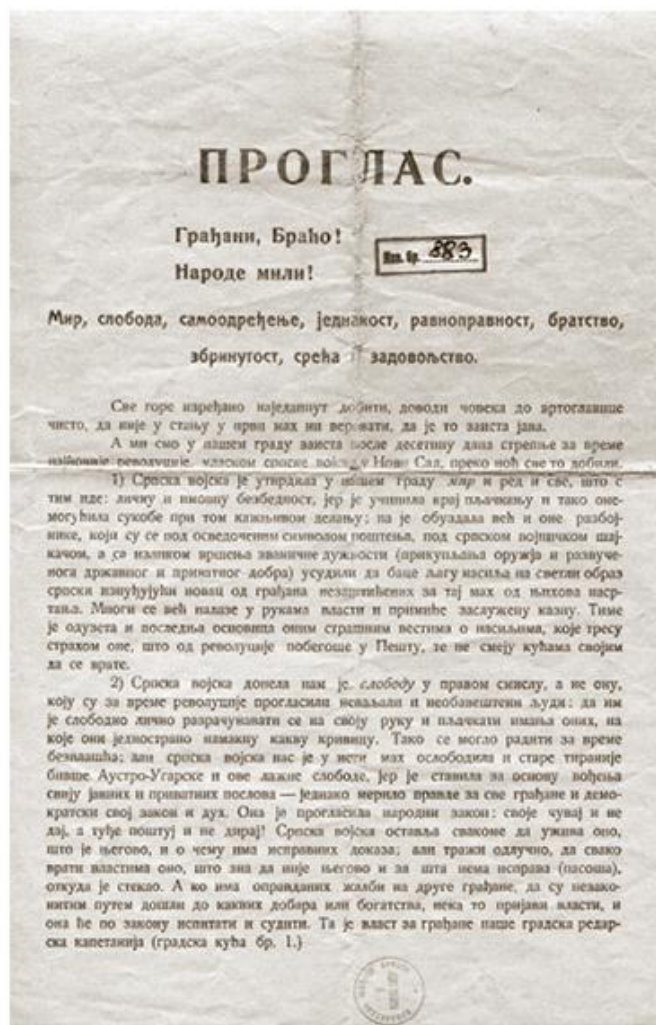 ПРОГЛАС.
Грађани, Браћо!
Народе мили!
Инв. бр. 883
Мир, слобода, самоодређење, једнакост, равноправност, братство,
збринутост, срећа и задовољство.
Све горе изређано наједанпут добити, доводи човека до вртоглавице
чисто, да није у стању у први мах ни веровати, да је то заиста јава.
А ми смо у нашем граду заиста после десетину дана стрепње за време
најновије револуције, уласком српске војске у Нови Сад, преко ноћ све то добили.
1) Српска војска је утврдила у нашем граду мир и ред и све, што с
тим иде: личну и имовну безбедност, јер је учинила крај пљачкању и тако оне-
могућила сукобе при том кажњивом делању; па је обуздала већ и оне разбој-
нике, који су се под осведоченим символом поштења, под српском војничком шај-
качом, а са изликом вршења званичне дужности (прикупљања оружја и развуче-
нога државног и приватног добра) усудили да баце љагу насиља на светли образ
српски изнуђујући новац од грађана незаштићених за тај мах од њихова наср-
тања. Многи се већ налазе у рукама власти и примиће заслужену казну. Тиме
је одузета и последња основица оним страшним вестима о насиљима, које тресу
страхом оне, што од револуције побегоше у Пешту, те не смеју кућама својим
да се врате.
2) Српска војска донела нам је слободу у правом смислу, а не ону,
коју су за време револуције прогласили неваљали и необавештени људи: да им
је слободно лично разрачунавати се на своју руку и пљачкати имања оних, на
које они једнострано намакну какву кривицу. Тако се могло радити за време
безвлашћа; али српска војска нас је у исти мах ослободила и старе тираније
бивше Аустро-Угарске и ове лажне слободе, јер је ставила за основу вођења
свију јавних и приватних послова — једнако мерило правде за све грађане и демо-
кратски свој закон и дух. Она је прогласила народни закон: своје чувај и не
дај, а туђе поштуј и не дирај! Српска војска оставља свакоме да ужива оно,
што је његово, и о чему има исправних доказа; али тражи одлучно, да свако
врати властима оно, што зна да није његово и за шта нема исправа (пасоша),
откуда је стекао. А ко има оправданих жалби на друге грађане, да су незако-
нитим путем дошли до каквих добара или богатства, нека то пријави власти, и
она ће по закону испитати и судити. Та је власт за грађане наше градска редар-
ска капетанија (градска кућа бр. 1.)